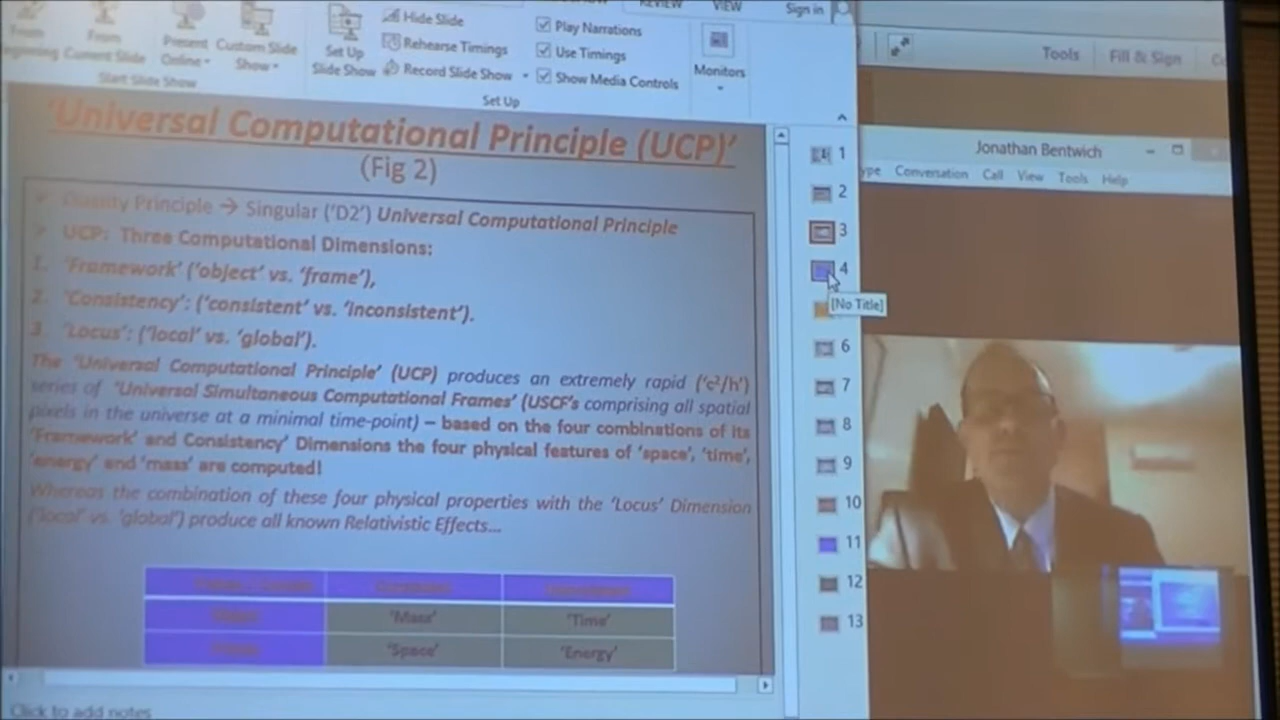 REVIEW VIEW Sign in
From From Present Custom Slide Set Up Hide Slide Play Narrations
Beginning Current Slide Online Show Slide Show Rehearse Timings Use Timings Monitors
Record Slide Show Show Media Controls
Start Slide Show Set Up
Tools Fill & Sign
'Universal Computational Principle (UCP)'
(Fig 2)
Duality Principle → Singular ('D2') Universal Computational Principle
UCP: Three Computational Dimensions:
1. 'Framework' ('object' vs. 'frame'),
2. 'Consistency': ('consistent' vs. 'inconsistent').
3. 'Locus': ('local' vs. 'global').
The 'Universal Computational Principle' (UCP) produces an extremely rapid ('c²/h')
series of 'Universal Simultaneous Computational Frames' (USCF's comprising all spatial
pixels in the universe at a minimal time-point) – based on the four combinations of its
'Framework' and Consistency' Dimensions the four physical features of 'space', 'time',
'energy' and 'mass' are computed!
Whereas the combination of these four physical properties with the 'Locus' Dimension
('local' vs. 'global') produce all known Relativistic Effects...
'Mass' 'Time'
'Space' 'Energy'
Click to add notes
1
2
3
4
[No Title]
6
7
8
9
10
11
12
13
Jonathan Bentwich
Conversation Call View Tools Help